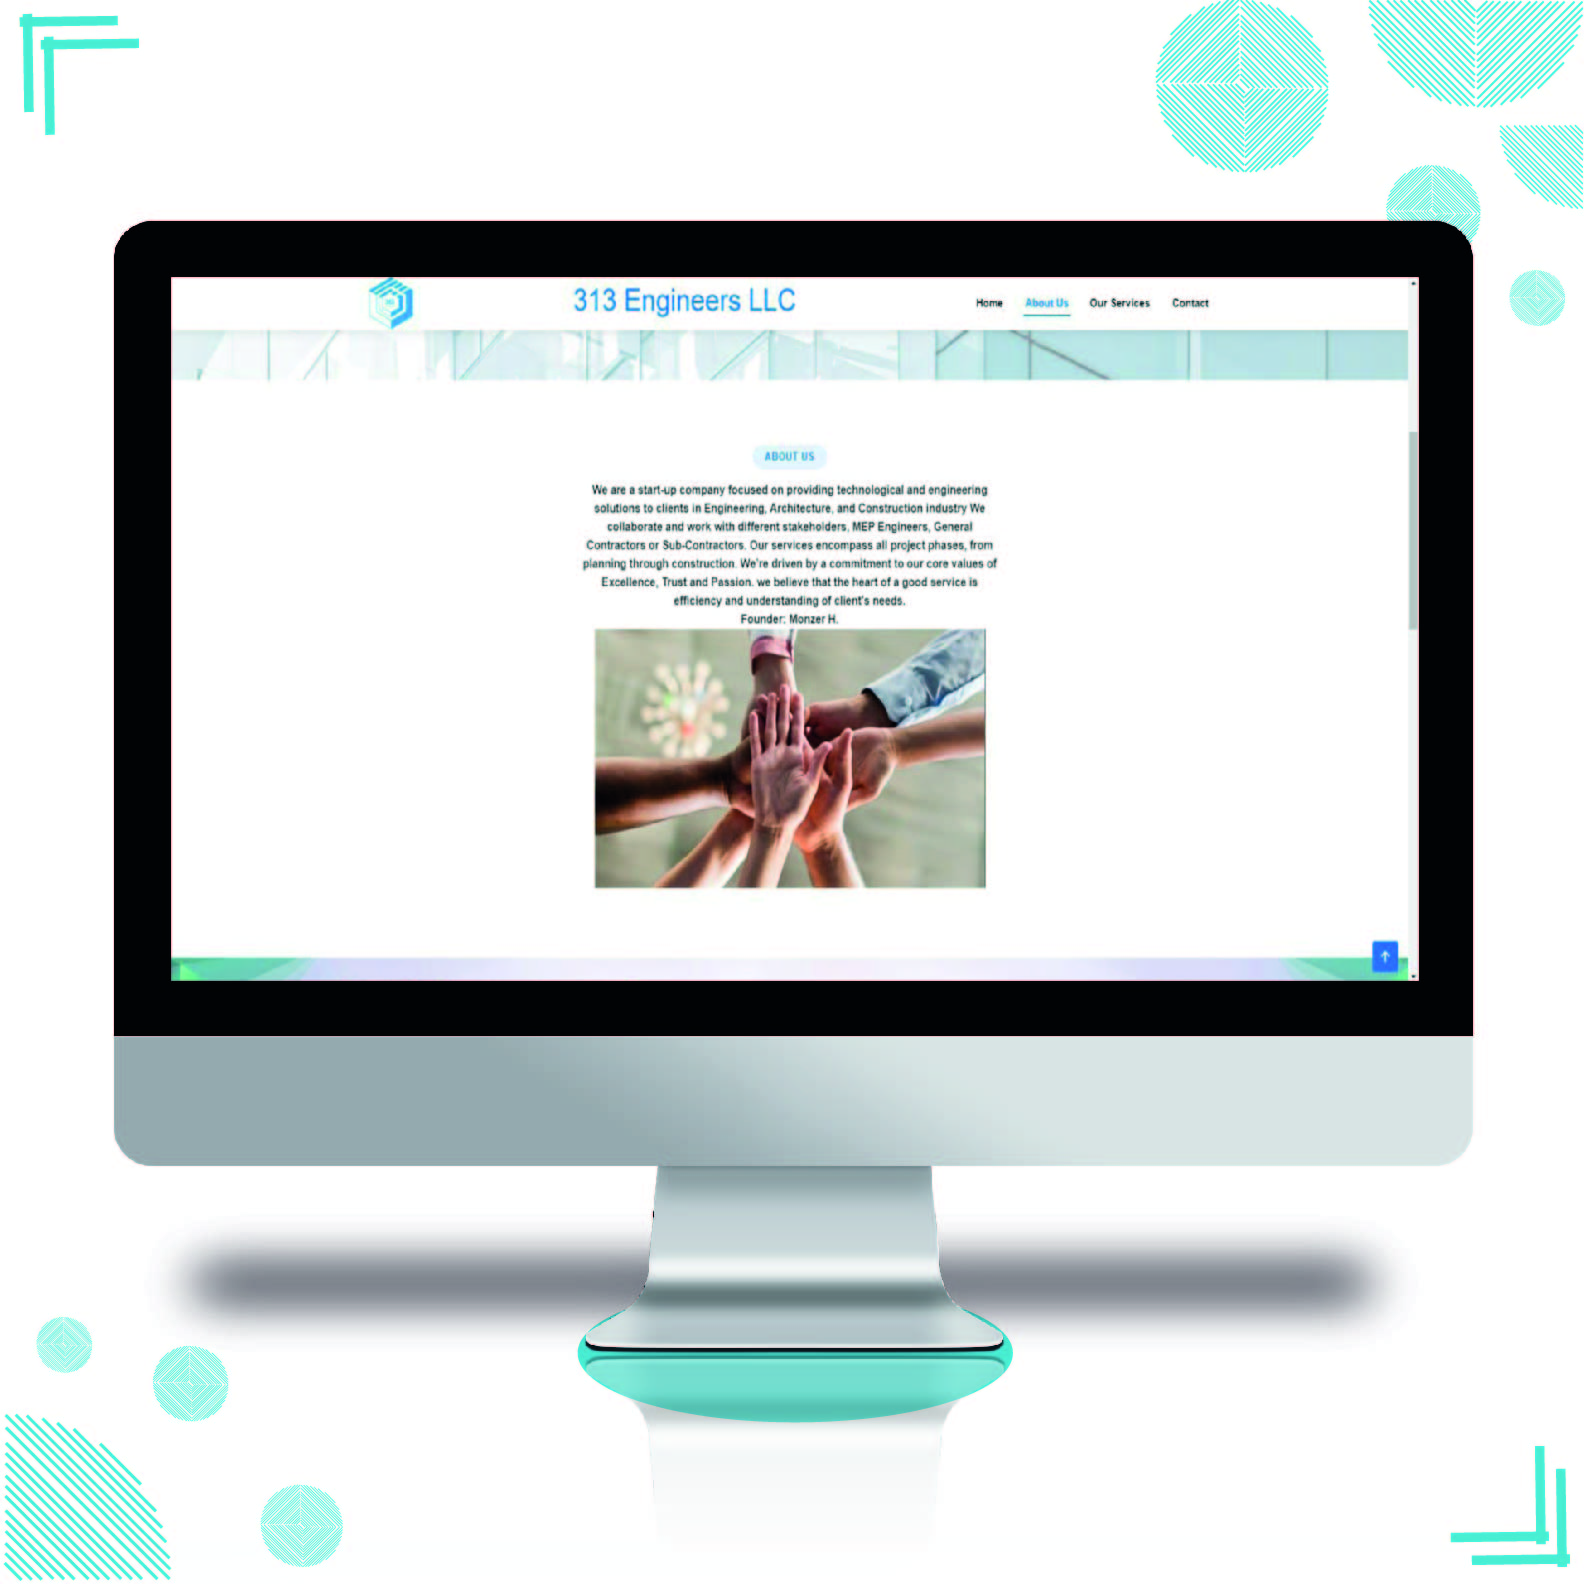 313 Engineers LLC
Home About Us Our Services Contact
ABOUT US
We are a start-up company focused on providing technological and engineering
solutions to clients in Engineering, Architecture, and Construction industry We
collaborate and work with different stakeholders, MEP Engineers, General
Contractors or Sub-Contractors. Our services encompass all project phases, from
planning through construction. We're driven by a commitment to our core values of
Excellence, Trust and Passion. we believe that the heart of a good service is
efficiency and understanding of client's needs.
Founder: Monzer H.